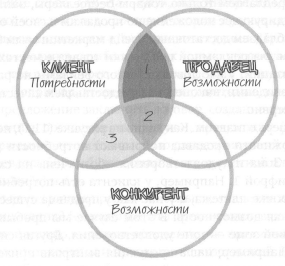 КЛИЕНТ
Потребности
ПРОДАВЕЦ
Возможности
1
2
3
КОНКУРЕНТ
Возможности